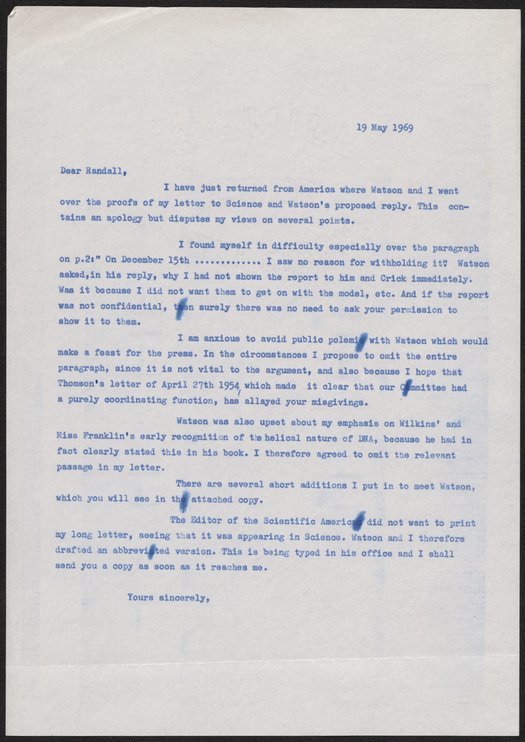 19 May 1969
Dear Randall,
I have just returned from America where Watson and I went
over the proofs of my letter to Science and Watson's proposed reply. This con-
tains an apology but disputes my views on several points.
I found myself in difficulty especially over the paragraph
on p.2:" On December 15th ............. I saw no reason for withholding it? Watson
asked,in his reply, why I had not shown the report to him and Crick immediately.
Was it because I did not want them to get on with the model, etc. And if the report
was not confidential, then surely there was no need to ask your permission to
show it to them.
I am anxious to avoid public polemic with Watson which would
make a feast for the press. In the circomstances I propose to omit the entire
paragraph, since it is not vital to the argument, and also because I hope that
Thomson's letter of April 27th 1954, which made it clear that our Committee had
a purely coordinating function, has allayed your misgivings.
Watson was also upset about my emphasis on Wilkins' and
Miss Franklin's early recognition of the helical nature of DNA, because he had in
fact clearly stated this in his book. I therefore agreed to omit the relevant
passage in my letter.
There are several short additions I put in to meet Watson,
which you will see in the attached copy.
The Editor of the Scientific American did not want to print
my long letter, seeing that it was appearing in Science. Watson and I therefore
drafted an abbreviated version. This is being typed in his office and I shall
send you a copy as soon as it reaches me.
Yours sincerely,